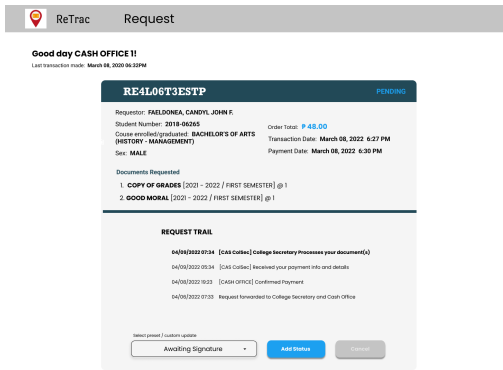 ReTrac Request
Good day CASH OFFICE 1!
Last transaction made: March 08, 2020 06:32PM
RE4L06T3ESTP PENDING
Requestor: FAELDONEA, CANDYL JOHN F.
Student Number: 2018-06265
Couse enrolled/graduated: BACHELOR'S OF ARTS
(HISTORY - MANAGEMENT)
Sex: MALE
Order Total: ₱ 48.00
Transaction Date: March 08, 2022 6:27 PM
Payment Date: March 08, 2022 6:30 PM
Documents Requested
1. COPY OF GRADES [2021 - 2022 / FIRST SEMESTER] @ 1
2. GOOD MORAL [2021 - 2022 / FIRST SEMESTER] @ 1
REQUEST TRAIL
04/09/2022 07:34 [CAS ColSec] College Secretary Processes your document(s)
04/09/2022 05:34 [CAS ColSec] Received your payment info and details
04/08/2022 19:23 [CASH OFFICE] Confirmed Payment
04/06/2022 07:33 Request forwarded to College Secretary and Cash Office
Select preset / custom update
Awaiting Signature
Add Status
Cancel